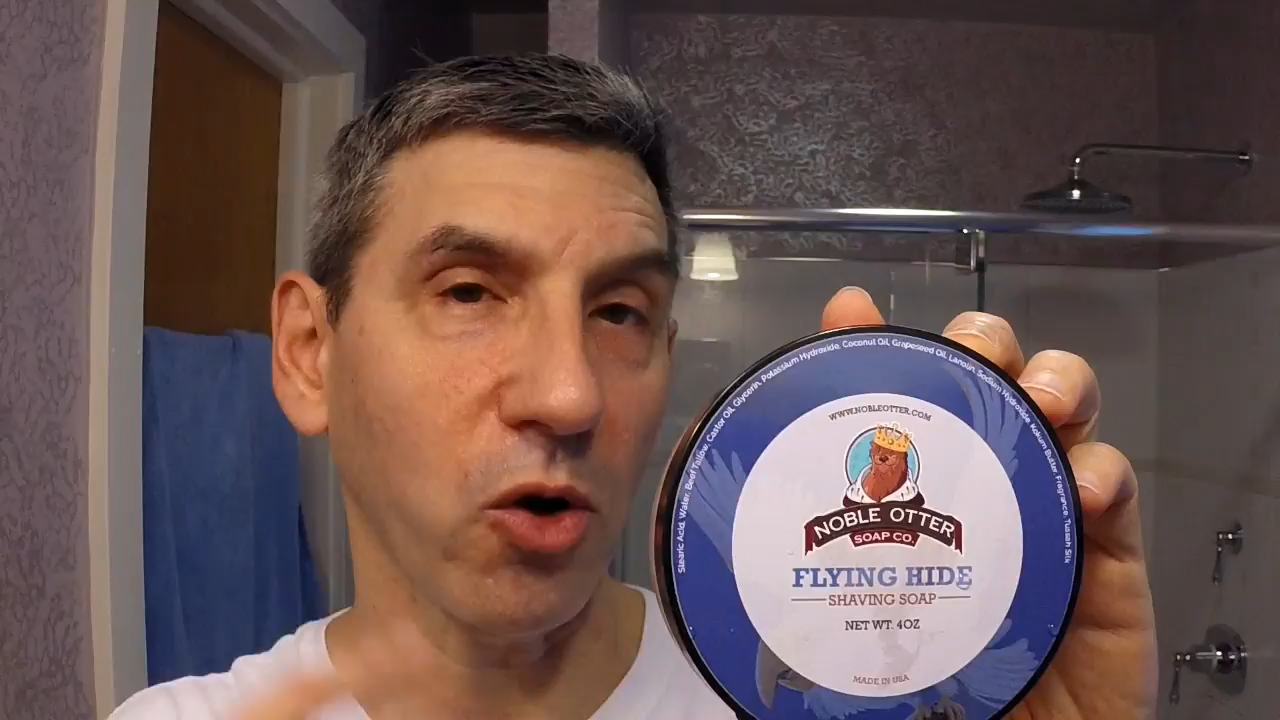 Stearic Acid, Water, Beef Tallow, Castor Oil, Glycerin, Potassium Hydroxide, Coconut Oil, Grapeseed Oil, Lanolin, Sodium Hydroxide, Kokum Butter, Fragrance, Tussah Silk
WWW.NOBLEOTTER.COM
NOBLE OTTER
SOAP CO.
FLYING HIDE
SHAVING SOAP
NET WT. 4OZ
MADE IN USA